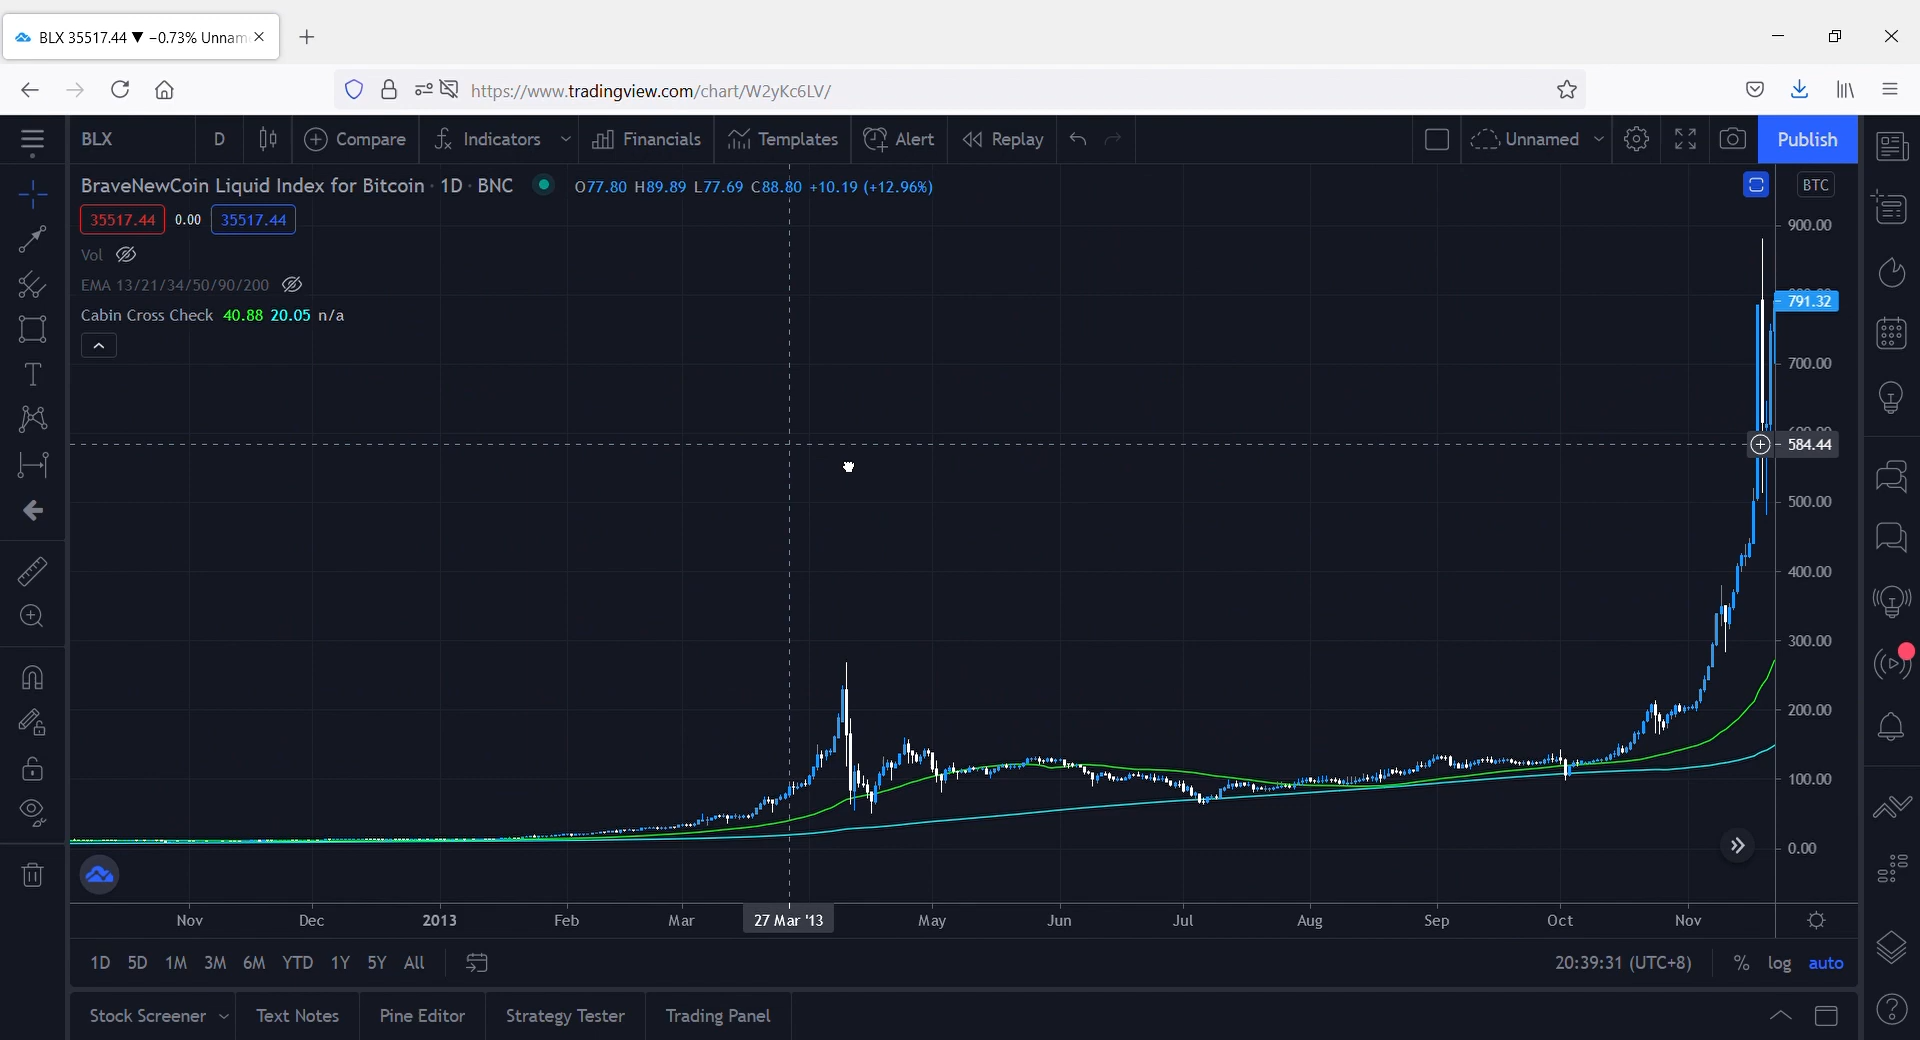 BLX 35517.44 ▼ −0.73% Unnam
https://www.tradingview.com/chart/W2yKc6LV/
BLX D Compare Indicators Financials Templates Alert Replay Unnamed Publish
BraveNewCoin Liquid Index for Bitcoin · 1D · BNC O77.80 H89.89 L77.69 C88.80 +10.19 (+12.96%) BTC
35517.44 0.00 35517.44
900.00
Vol
EMA 13/21/34/50/90/200
791.32
Cabin Cross Check 40.88 20.05 n/a
700.00
584.44
500.00
400.00
300.00
200.00
100.00
0.00
Nov Dec 2013 Feb Mar 27 Mar '13 May Jun Jul Aug Sep Oct Nov
1D 5D 1M 3M 6M YTD 1Y 5Y All 20:39:31 (UTC+8) % log auto
Stock Screener Text Notes Pine Editor Strategy Tester Trading Panel